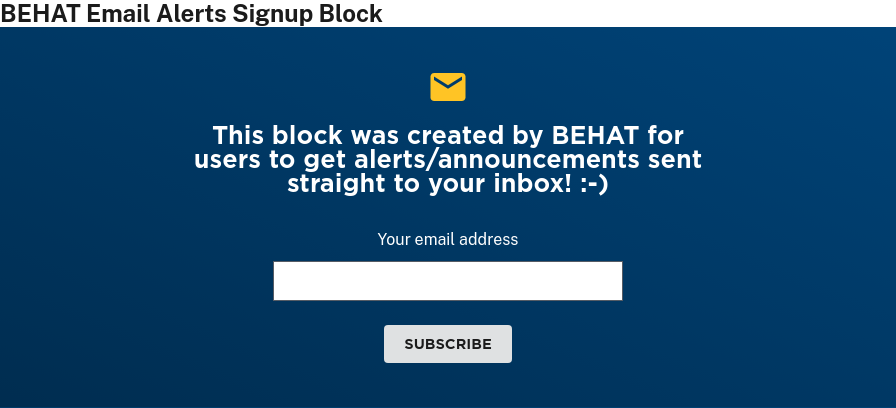 BEHAT Email Alerts Signup Block
This block was created by BEHAT for
users to get alerts/announcements sent
straight to your inbox! :-)
Your email address
SUBSCRIBE